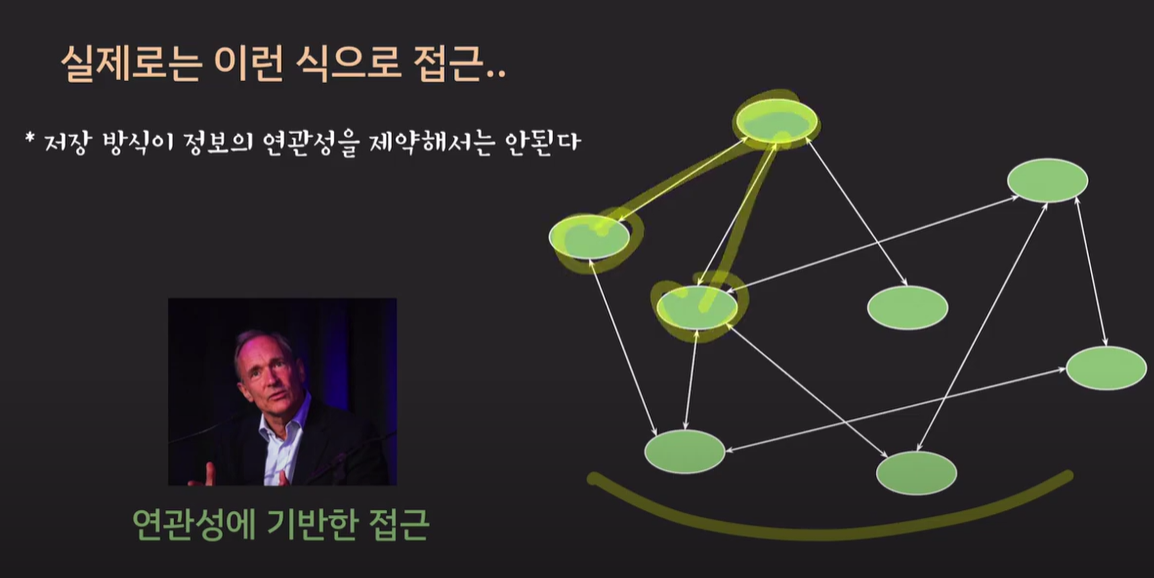 실제로는 이런 식으로 접근..
* 저장 방식이 정보의 연관성을 제약해서는 안된다
연관성에 기반한 접근